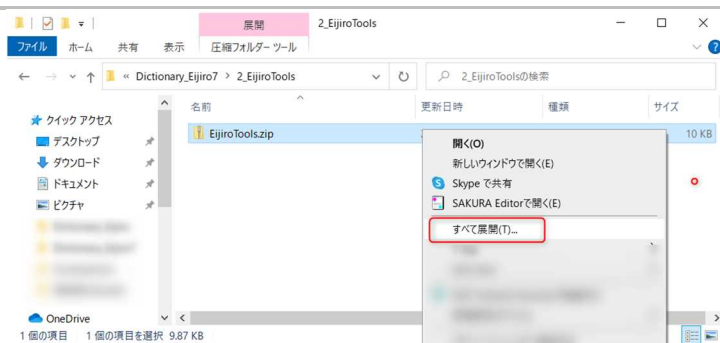 展開
2_EijiroTools
ファイル ホーム 共有 表示 圧縮フォルダー ツール
« Dictionary_Eijiro7 › 2_EijiroTools
2_EijiroToolsの検索
名前 更新日時 種類 サイズ
クイック アクセス
デスクトップ
ダウンロード
ドキュメント
ピクチャ
OneDrive
EijiroTools.zip
10 KB
開く(O)
新しいウィンドウで開く(E)
Skype で共有
SAKURA Editorで開く(E)
すべて展開(T)...
1 個の項目 1 個の項目を選択 9.87 KB